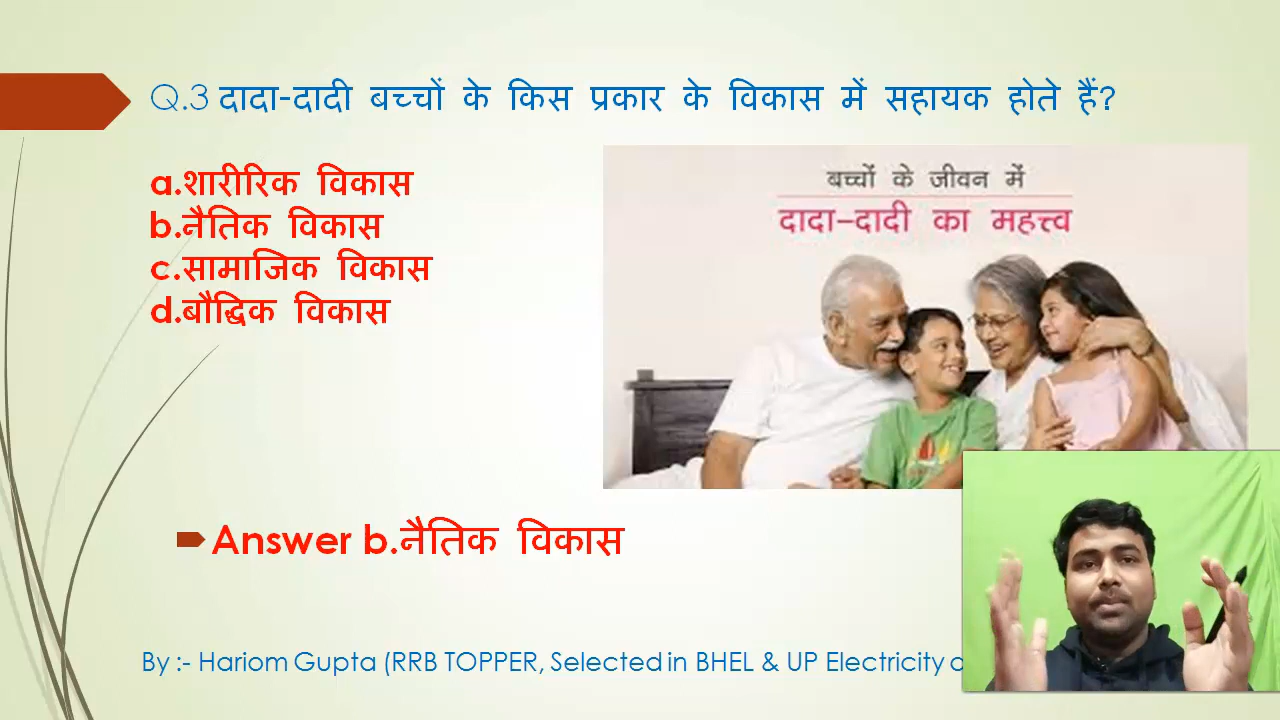 Q.3 दादा-दादी बच्चों के किस प्रकार के विकास में सहायक होते हैं?
a.शारीरिक विकास
b.नैतिक विकास
c.सामाजिक विकास
d.बौद्धिक विकास
बच्चों के जीवन में
दादा-दादी का महत्त्व
Answer b.नैतिक विकास
By :- Hariom Gupta (RRB TOPPER, Selected in BHEL & UP Electricity